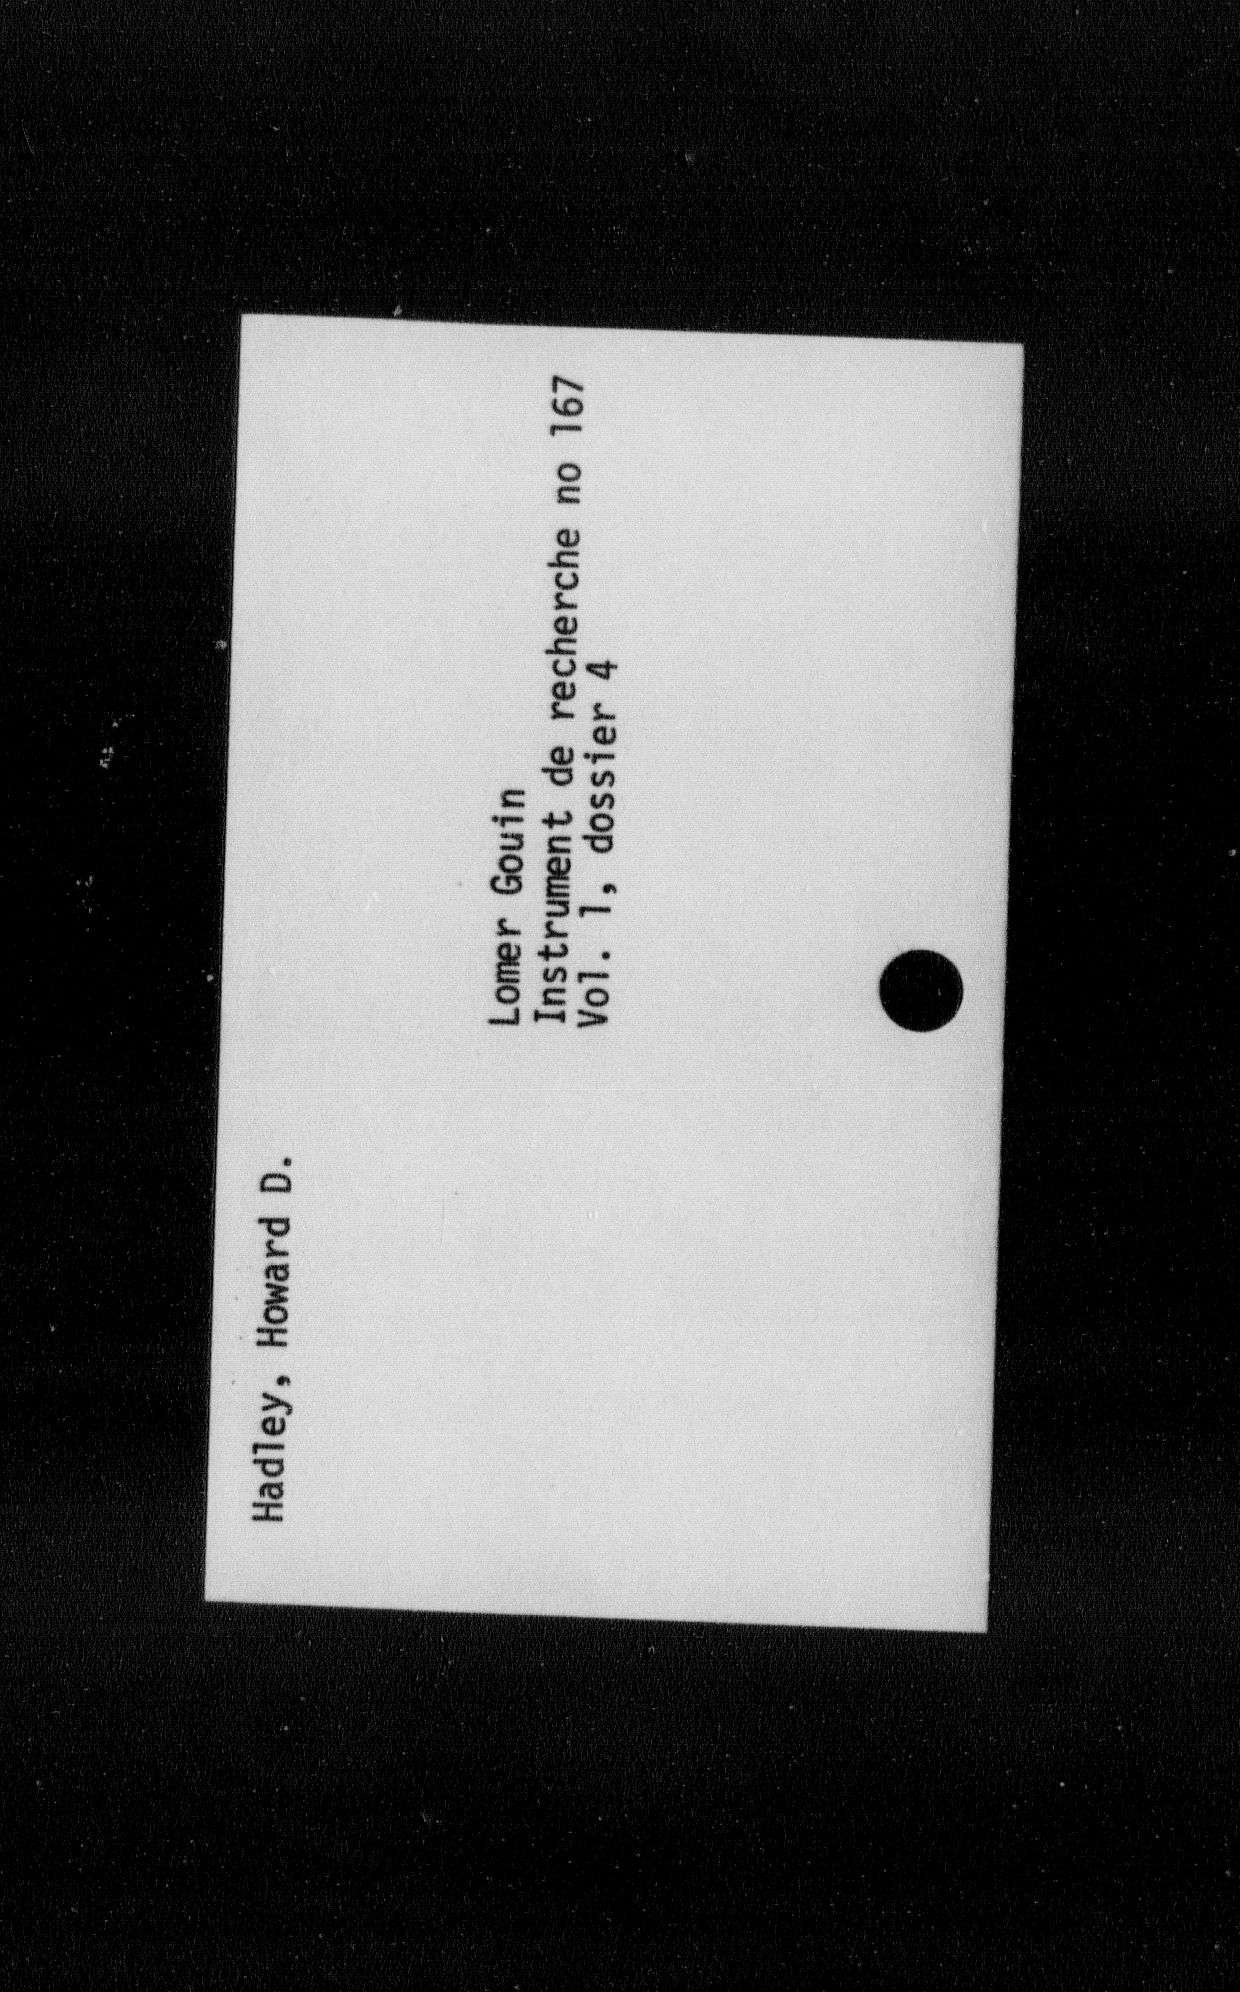 Hadley, Howard D.
Lomer Gouin
Instrument de recherche no 167
Vol. 1, dossier 4